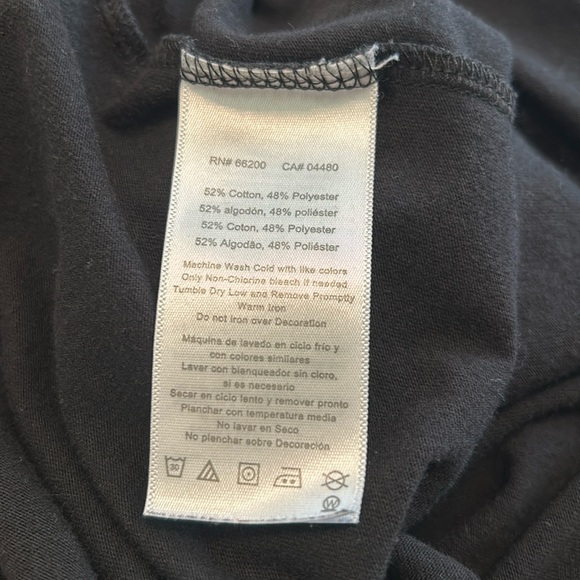 RN# 66200 CA# 04480
52% Cotton, 48% Polyester
52% algodón, 48% poliéster
52% Coton, 48% Polyester
52% Algodão, 48% Poliéster
Machine Wash Cold with like colors
Only Non-Chlorine bleach if needed
Tumble Dry Low and Remove Promptly
Warm Iron
Do not Iron over Decoration
Máquina de lavado en ciclo frío y
con colores similares
Lavar con blanqueador sin cloro,
si es necesario
Secar en ciclo lento y remover pronto
Planchar con temperatura media
No lavar en Seco
No planchar sobre Decoración
30
W